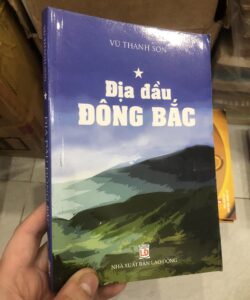 VŨ THANH SƠN
Địa đầu
ĐÔNG BẮC
NHÀ XUẤT BẢN LAO ĐỘNG